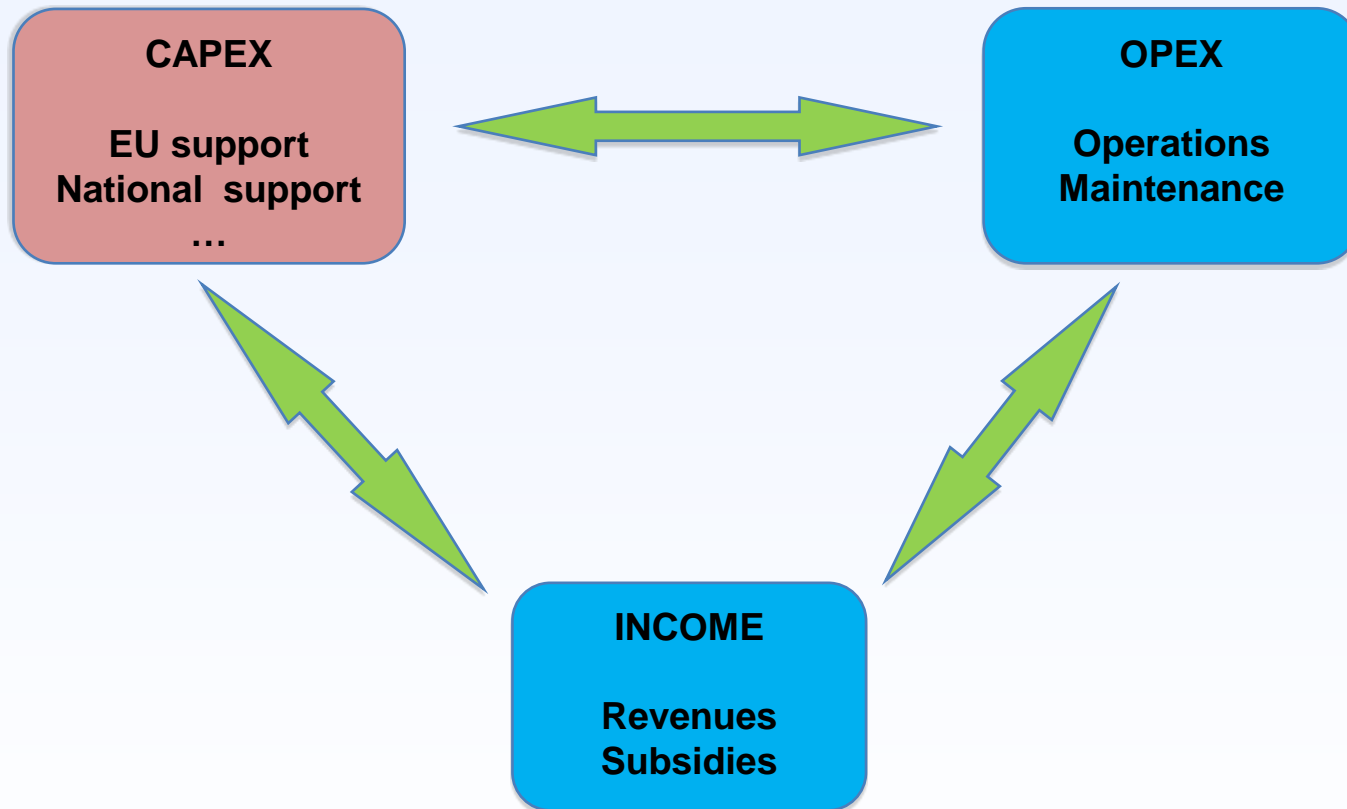 CAPEX
EU support
National  support
…
OPEX
Operations
Maintenance
INCOME
Revenues
Subsidies